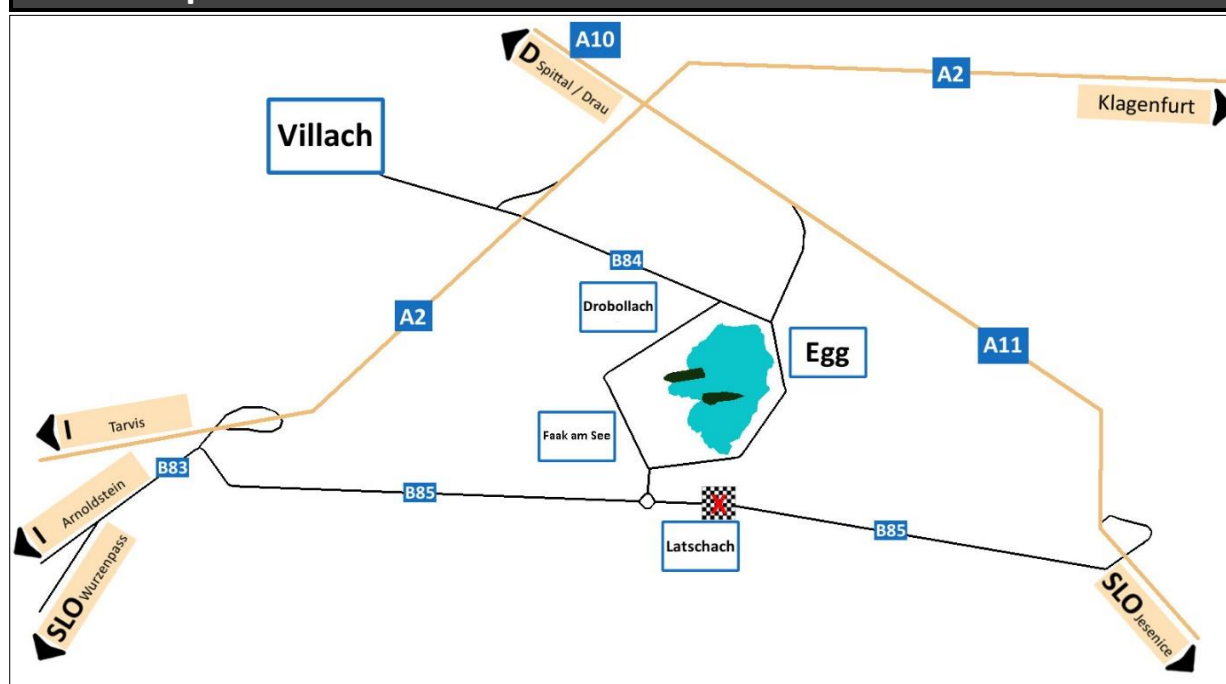 A10
D Spittal / Drau
A2
Klagenfurt
Villach
B84
Drobollach
A2
Egg
A11
I Tarvis
Faak am See
B83
I Arnoldstein
B85
X
B85
Latschach
SLO Wurzenpass
SLO Jesenice